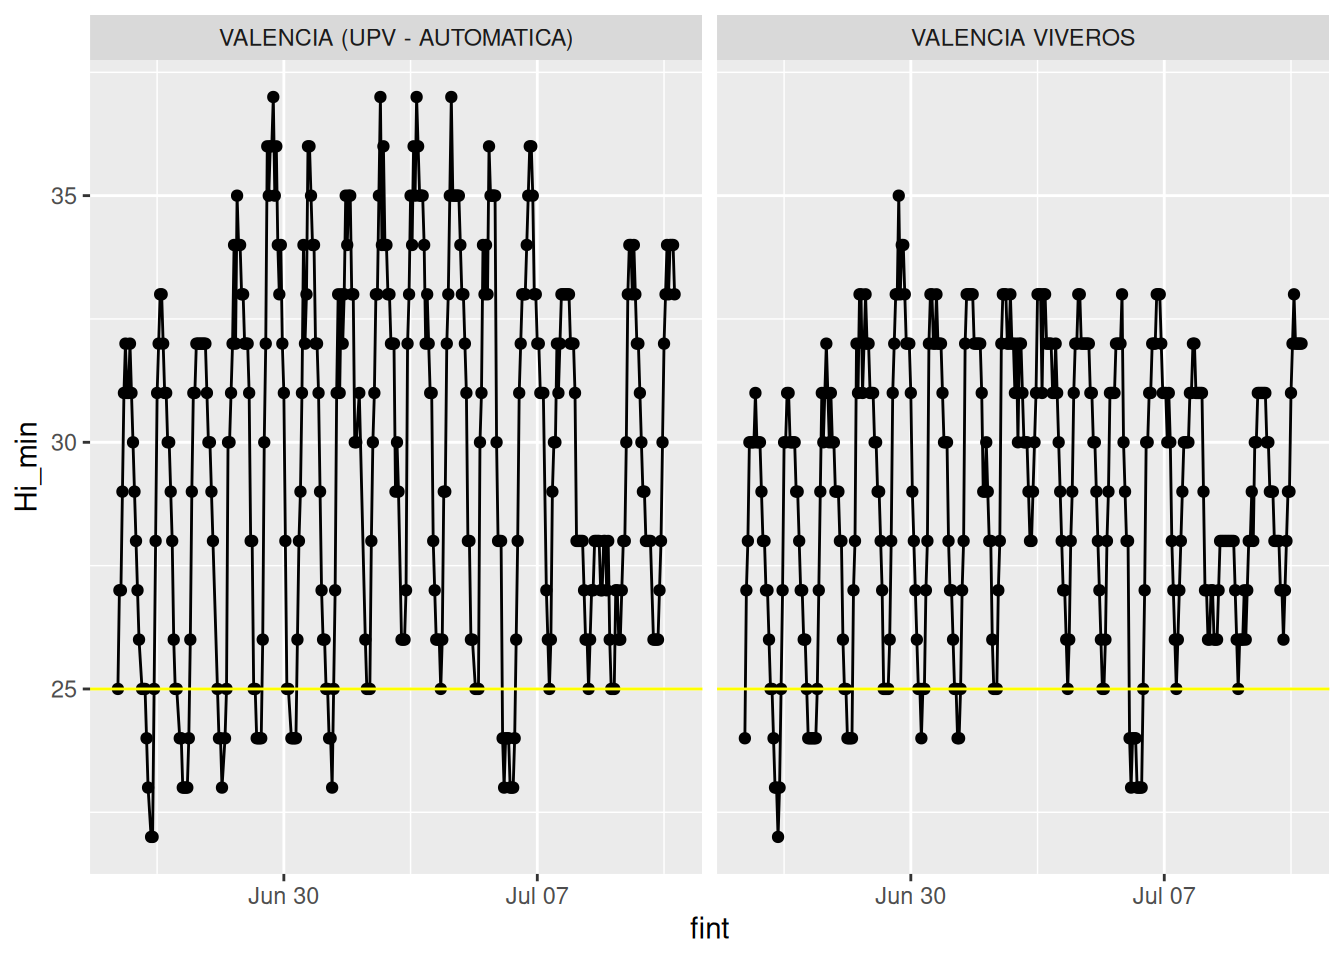 VALENCIA (UPV - AUTOMATICA)
VALENCIA VIVEROS
Hi_min
35
30
25
Jun 30
Jul 07
Jun 30
Jul 07
fint